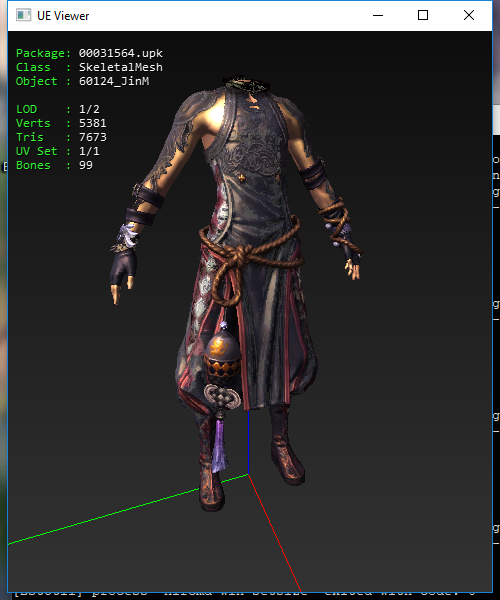 UE Viewer
Package: 00031564.upk
Class : SkeletalMesh
Object : 60124_JinM
LOD : 1/2
Verts : 5381
Tris : 7673
UV Set : 1/1
Bones : 99